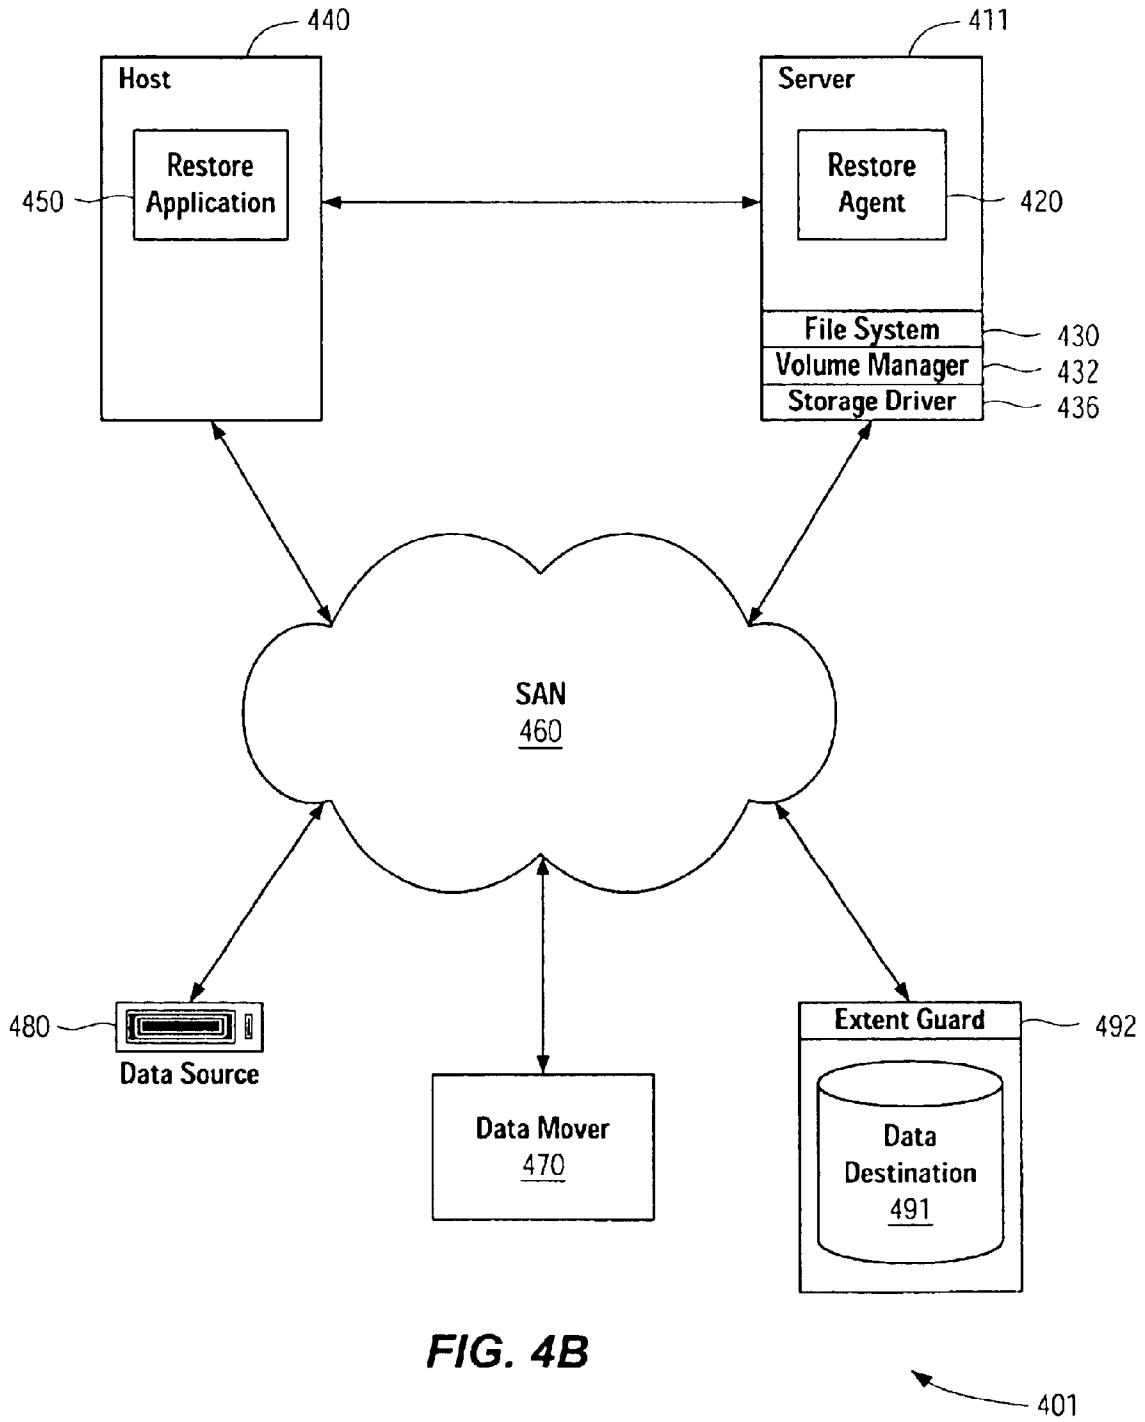 440
411
Host
Server
Restore
Application
450
Restore
Agent
420
File System
430
Volume Manager
432
Storage Driver
436
SAN
460
480
Data Source
Data Mover
470
Extent Guard
492
Data
Destination
491
FIG. 4B
401